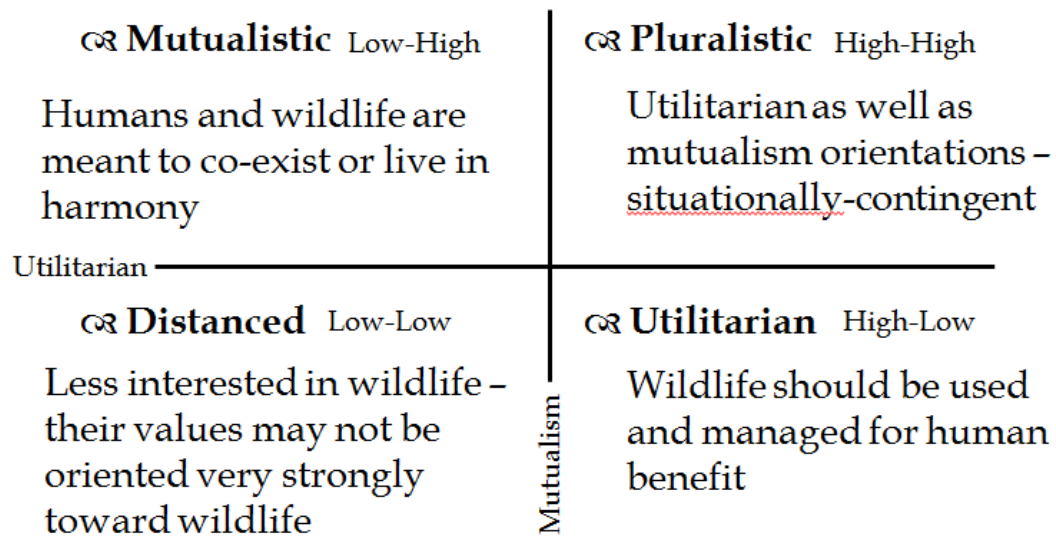 Mutualistic Low-High
Humans and wildlife are
meant to co-exist or live in
harmony
Pluralistic High-High
Utilitarian as well as
mutualism orientations –
situationally-contingent
Utilitarian
Distanced Low-Low
Less interested in wildlife –
their values may not be
oriented very strongly
toward wildlife
Mutualism
Utilitarian High-Low
Wildlife should be used
and managed for human
benefit